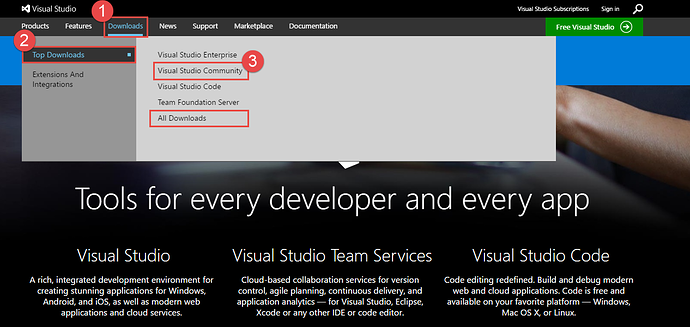 Visual Studio
Visual Studio Subscriptions
Sign in
1
Products
Features
Downloads
News
Support
Marketplace
Documentation
Free Visual Studio
2
Top Downloads
Extensions And
Integrations
Visual Studio Enterprise
3
Visual Studio Community
Visual Studio Code
Team Foundation Server
All Downloads
Tools for every developer and every app
Visual Studio
A rich, integrated development environment for
creating stunning applications for Windows,
Android, and iOS, as well as modern web
applications and cloud services.
Visual Studio Team Services
Cloud-based collaboration services for version
control, agile planning, continuous delivery, and
application analytics — for Visual Studio, Eclipse,
Xcode or any other IDE or code editor.
Visual Studio Code
Code editing redefined. Build and debug modern
web and cloud applications. Code is free and
available on your favorite platform — Windows,
Mac OS X, or Linux.